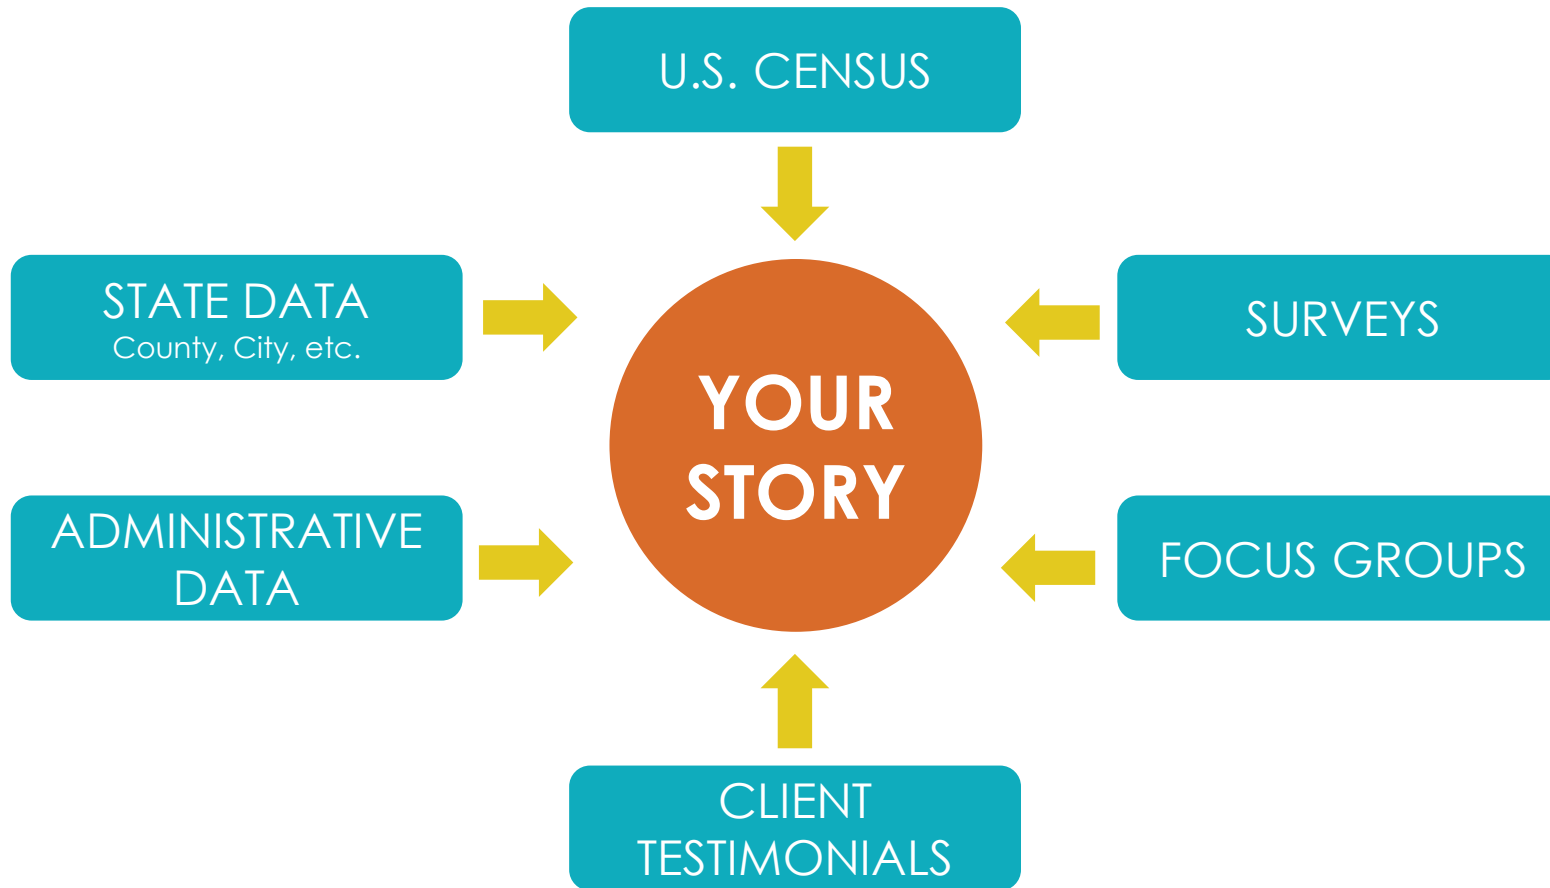 U.S. CENSUS
STATE DATA
County, City, etc.
SURVEYS
YOUR
STORY
ADMINISTRATIVE
DATA
FOCUS GROUPS
CLIENT
TESTIMONIALS